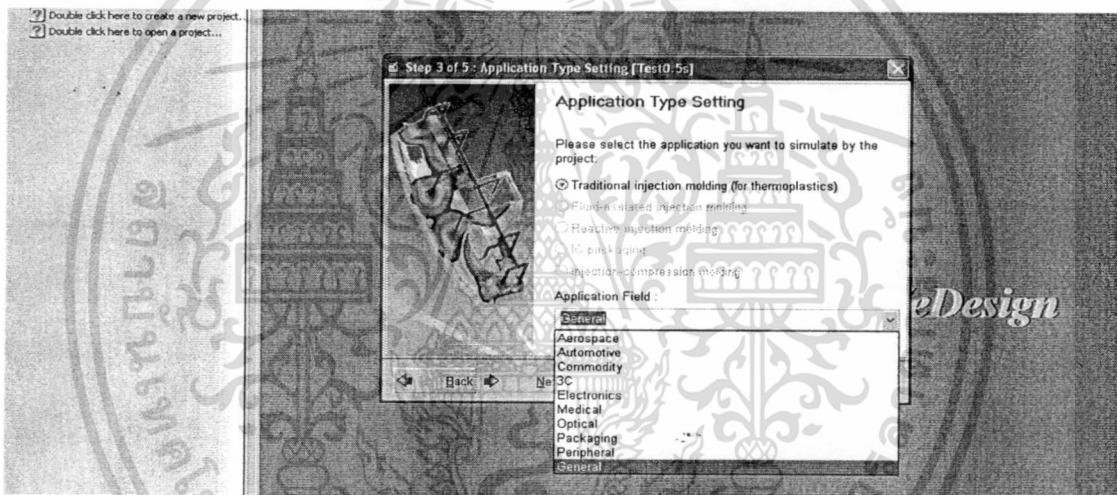 Double click here to create a new project...
Double click here to open a project...
Step 3 of 5 : Application Type Setting [Test0.5s]
Application Type Setting
Please select the application you want to simulate by the
project:
Traditional injection molding (for thermoplastics)
Fluid-assisted injection molding
Reactive injection molding
IC packaging
Injection-compression molding
Application Field :
General
Aerospace
Automotive
Commodity
3C
Electronics
Medical
Optical
Packaging
Peripheral
General
Back
eDesign